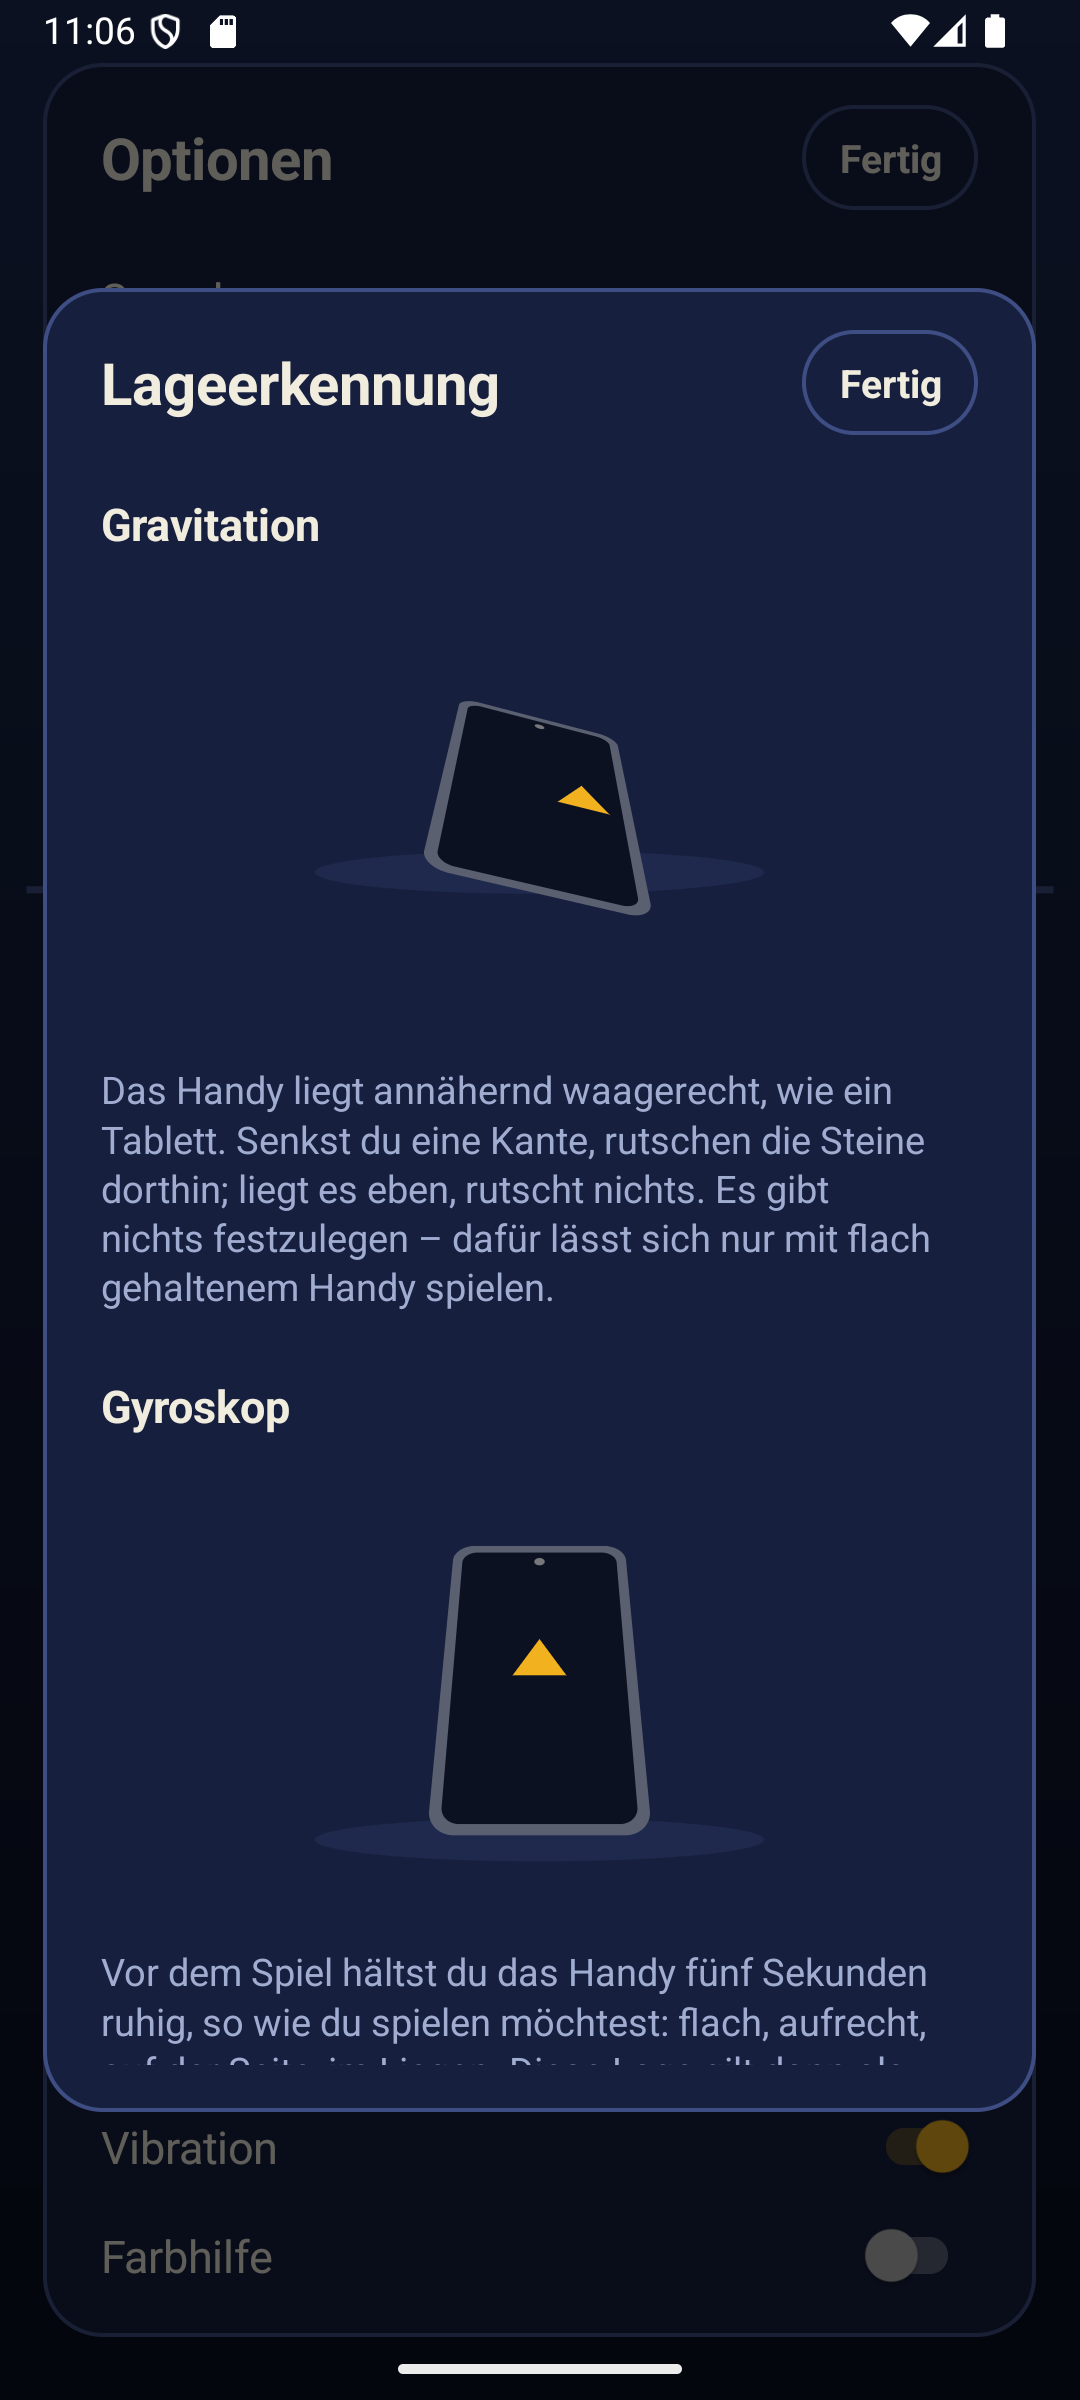 11:06
Optionen
Fertig
Lageerkennung
Fertig
Gravitation
Das Handy liegt annähernd waagerecht, wie ein
Tablett. Senkst du eine Kante, rutschen die Steine
dorthin; liegt es eben, rutscht nichts. Es gibt
nichts festzulegen – dafür lässt sich nur mit flach
gehaltenem Handy spielen.
Gyroskop
Vor dem Spiel hältst du das Handy fünf Sekunden
ruhig, so wie du spielen möchtest: flach, aufrecht,
Vibration
Farbhilfe